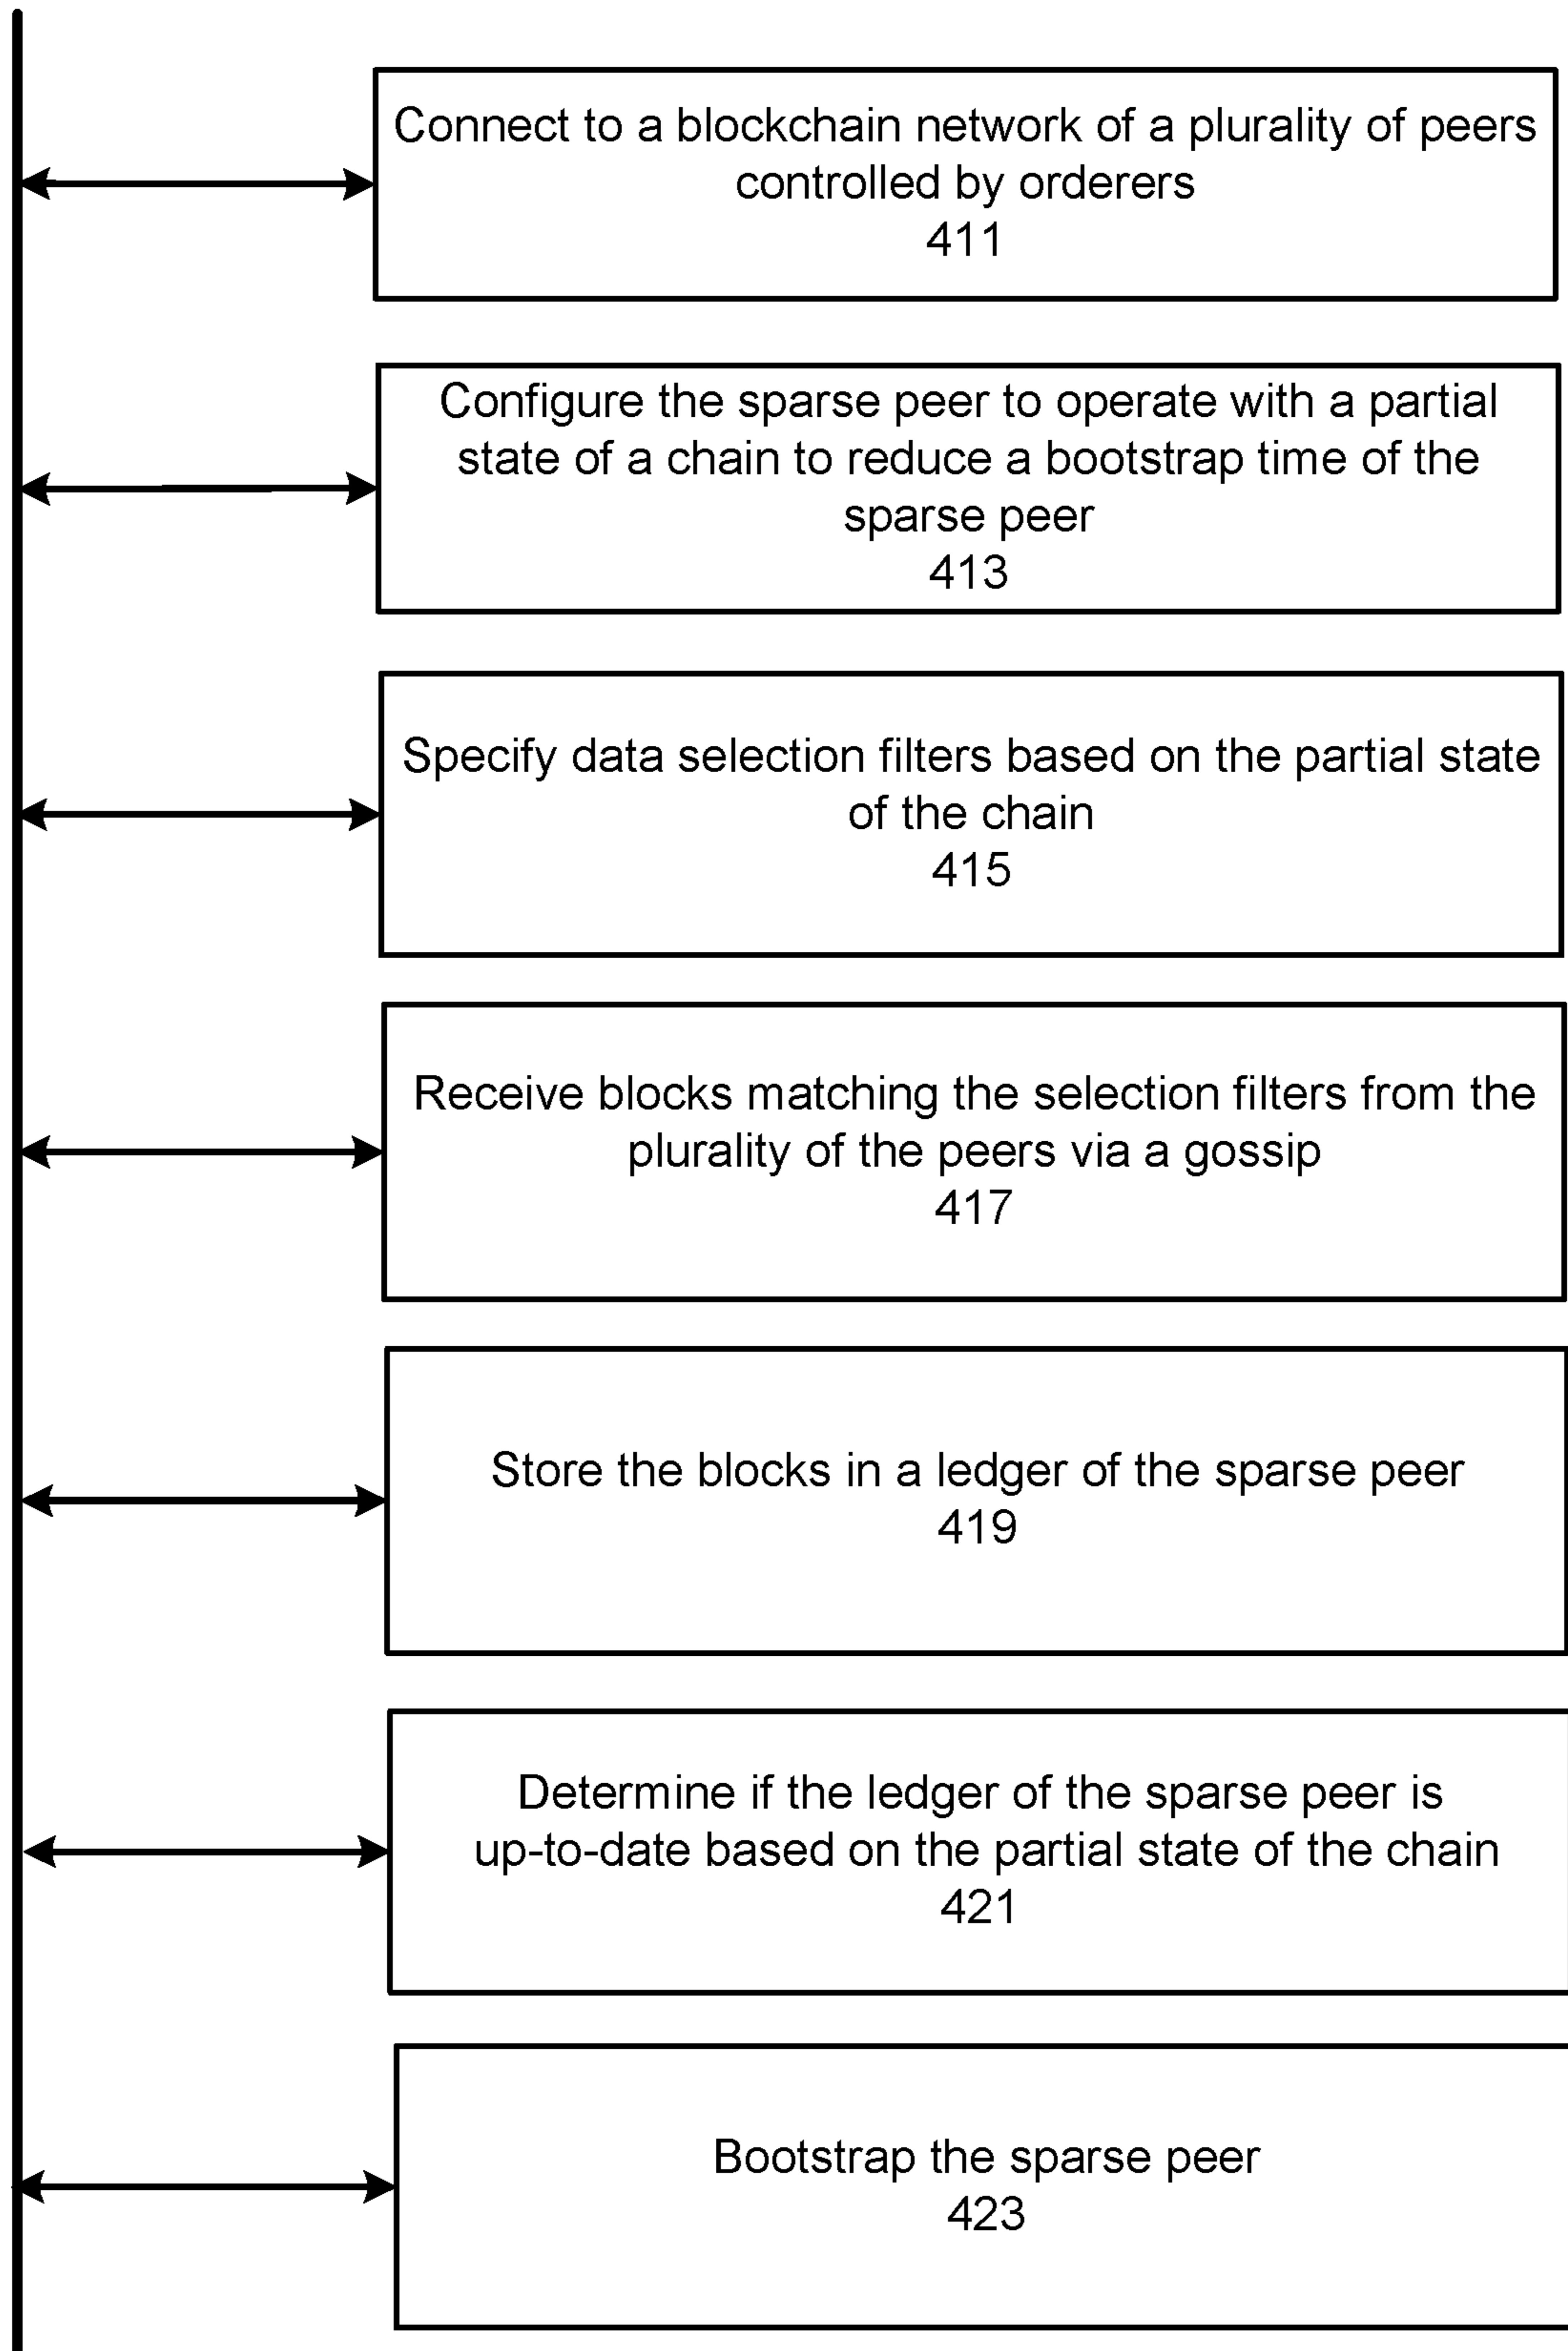 Connect to a blockchain network of a plurality of peers
controlled by orderers
411
Configure the sparse peer to operate with a partial
state of a chain to reduce a bootstrap time of the
sparse peer
413
Specify data selection filters based on the partial state
of the chain
415
Receive blocks matching the selection filters from the
plurality of the peers via a gossip
417
Store the blocks in a ledger of the sparse peer
419
Determine if the ledger of the sparse peer is
up-to-date based on the partial state of the chain
421
Bootstrap the sparse peer
423